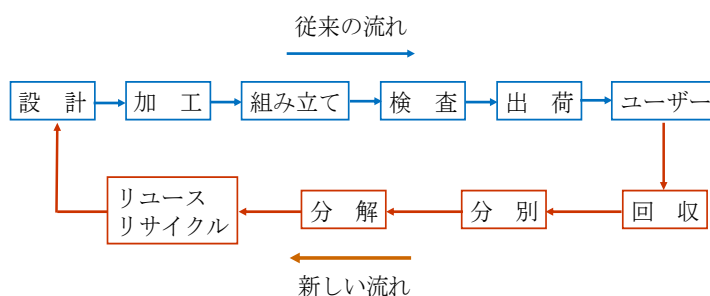 従来の流れ
設　計
加　工
組み立て
検　査
出　荷
ユーザー
リユース
リサイクル
分　解
分　別
回　収
新しい流れ